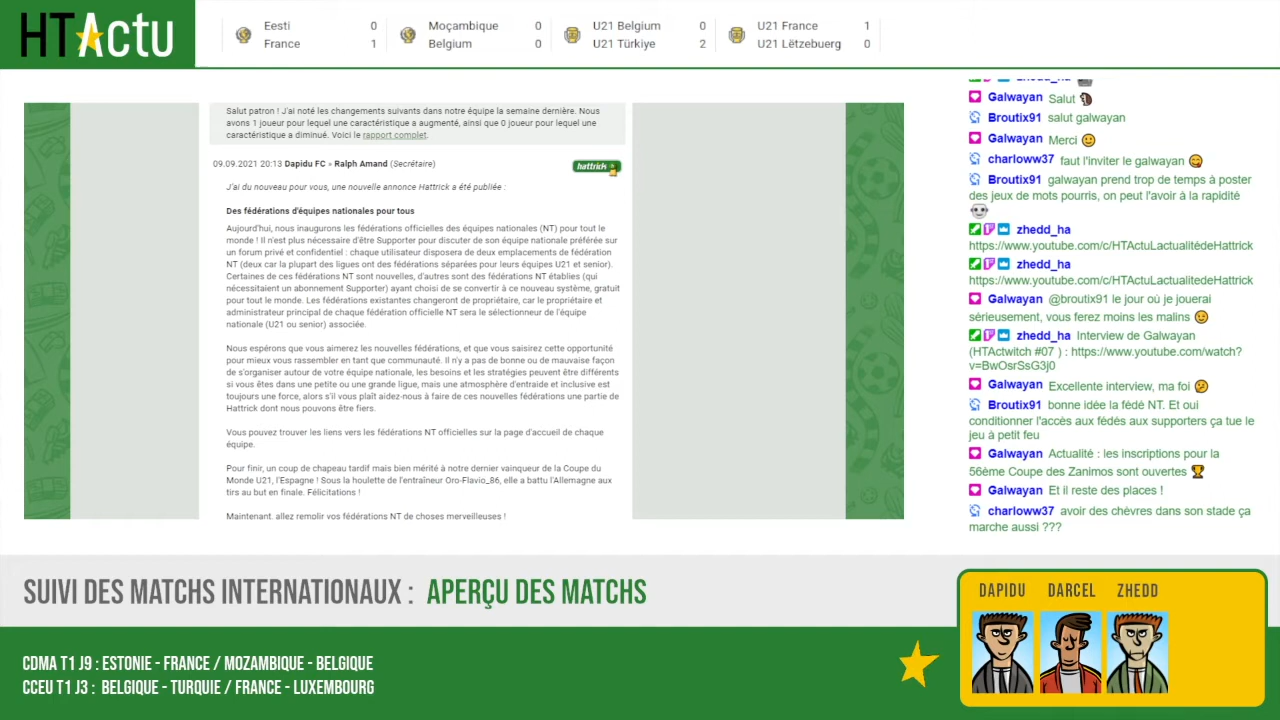 HTActu
Eesti 0
France 1
Moçambique 0
Belgium 0
U21 Belgium 0
U21 Türkiye 2
U21 France 1
U21 Lëtzebuerg 0
Salut patron ! J'ai noté les changements suivants dans notre équipe la semaine dernière. Nous
avons 1 joueur pour lequel une caractéristique a augmenté, ainsi que 0 joueur pour lequel une
caractéristique a diminué. Voici le rapport complet.
09.09.2021 20:13 Dapidu FC » Ralph Amand (Secrétaire)
hattrick
J'ai du nouveau pour vous, une nouvelle annonce Hattrick a été publiée :
Des fédérations d'équipes nationales pour tous
Aujourd'hui, nous inaugurons les fédérations officielles des équipes nationales (NT) pour tout le
monde ! Il n'est plus nécessaire d'être Supporter pour discuter de son équipe nationale préférée sur
un forum privé et confidentiel : chaque utilisateur disposera de deux emplacements de fédération
NT (deux car la plupart des ligues ont des fédérations séparées pour leurs équipes U21 et senior).
Certaines de ces fédérations NT sont nouvelles, d'autres sont des fédérations NT établies (qui
nécessitaient un abonnement Supporter) ayant choisi de se convertir à ce nouveau système, gratuit
pour tout le monde. Les fédérations existantes changeront de propriétaire, car le propriétaire et
administrateur principal de chaque fédération officielle NT sera le sélectionneur de l'équipe
nationale (U21 ou senior) associée.
Nous espérons que vous aimerez les nouvelles fédérations, et que vous saisirez cette opportunité
pour mieux vous rassembler en tant que communauté. Il n'y a pas de bonne ou de mauvaise façon
de s'organiser autour de votre équipe nationale, les besoins et les stratégies peuvent être différents
si vous êtes dans une petite ou une grande ligue, mais une atmosphère d'entraide et inclusive est
toujours une force, alors s'il vous plaît aidez-nous à faire de ces nouvelles fédérations une partie de
Hattrick dont nous pouvons être fiers.
Vous pouvez trouver les liens vers les fédérations NT officielles sur la page d'accueil de chaque
équipe.
Pour finir, un coup de chapeau tardif mais bien mérité à notre dernier vainqueur de la Coupe du
Monde U21, l'Espagne ! Sous la houlette de l'entraîneur Oro-Flavio_86, elle a battu l'Allemagne aux
tirs au but en finale. Félicitations !
Maintenant, allez remplir vos fédérations NT de choses merveilleuses !
zhedd_ha
Galwayan Salut
Broutix91 salut galwayan
Galwayan Merci
charloww37 faut l'inviter le galwayan
Broutix91 galwayan prend trop de temps à poster
des jeux de mots pourris, on peut l'avoir à la rapidité
zhedd_ha
https://www.youtube.com/c/HTActuLactualitédeHattrick
zhedd_ha
https://www.youtube.com/c/HTActuLactualitédeHattrick
Galwayan @broutix91 le jour où je jouerai
sérieusement, vous ferez moins les malins
zhedd_ha Interview de Galwayan
(HTActwitch #07 ) : https://www.youtube.com/watch?
v=BwOsrSsG3j0
Galwayan Excellente interview, ma foi
Broutix91 bonne idée la fédé NT. Et oui
conditionner l'accès aux fédés aux supporters ça tue le
jeu à petit feu
Galwayan Actualité : les inscriptions pour la
56ème Coupe des Zanimos sont ouvertes
Galwayan Et il reste des places !
charloww37 avoir des chèvres dans son stade ça
marche aussi ???
SUIVI DES MATCHS INTERNATIONAUX : APERÇU DES MATCHS
CDMA T1 J9 : ESTONIE - FRANCE / MOZAMBIQUE - BELGIQUE
CCEU T1 J3 : BELGIQUE - TURQUIE / FRANCE - LUXEMBOURG
DAPIDU DARCEL ZHEDD